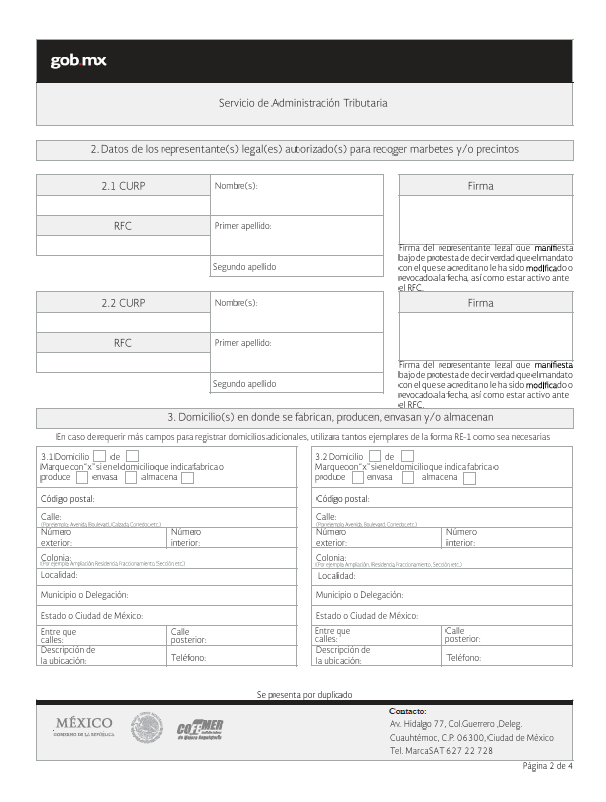 gob.mx
Servicio de Administración Tributaria
2. Datos de los representante(s) legal(es) autorizado(s) para recoger marbetes y/o precintos
2.1 CURP
Nombre(s):
Firma
RFC
Primer apellido:
Segundo apellido
Firma del representante legal que manifiesta
bajo de protesta de decir verdad que el mandato
con el que se acredita no le ha sido modificado o
revocado a la fecha, así como estar activo ante
el RFC.
2.2 CURP
Nombre(s):
Firma
RFC
Primer apellido:
Segundo apellido
Firma del representante legal que manifiesta
bajo de protesta de decir verdad que el mandato
con el que se acredita no le ha sido modificado o
revocado a la fecha, así como estar activo ante
el RFC.
3. Domicilio(s) en donde se fabrican, producen, envasan y/o almacenan
En caso de requerir más campos para registrar domicilios adicionales, utilizara tantos ejemplares de la forma RE-1 como sea necesarias
3.1 Domicilio de
Marque con "x" si en el domicilio que indica fabrica o
produce envasa almacena
Código postal:
Calle:
(Por ejemplo: Avenida, Boulevard, Calzada, Corredor, etc.)
Número exterior:
Número interior:
Colonia:
(Por ejemplo: Ampliación, Residencia, Fraccionamiento, Sección, etc.)
Localidad:
Municipio o Delegación:
Estado o Ciudad de México:
Entre que calles:
Calle posterior:
Descripción de la ubicación:
Teléfono:
3.2 Domicilio de
Marque con "x" si en el domicilio que indica fabrica o
produce envasa almacena
Código postal:
Calle:
(Por ejemplo: Avenida, Boulevard, Calzada, Corredor, etc.)
Número exterior:
Número interior:
Colonia:
(Por ejemplo: Ampliación, Residencia, Fraccionamiento, Sección, etc.)
Localidad:
Municipio o Delegación:
Estado o Ciudad de México:
Entre que calles:
Calle posterior:
Descripción de la ubicación:
Teléfono:
Se presenta por duplicado
MÉXICO
GOBIERNO DE LA REPÚBLICA
COFEMER
Contacto:
Av. Hidalgo 77, Col.Guerrero ,Deleg.
Cuauhtémoc, C.P. 06300,Ciudad de México
Tel. MarcaSAT 627 22 728
Página 2 de 4